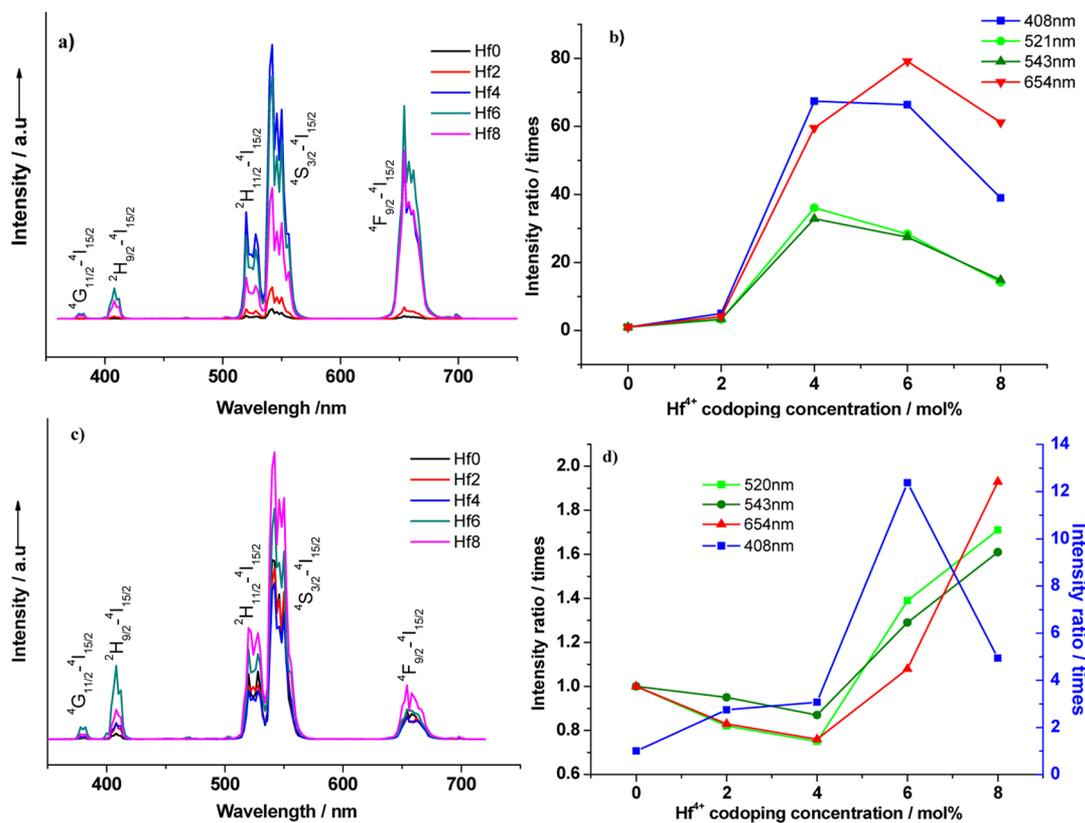 a)
Hf0
Hf2
Hf4
Hf6
Hf8
⁴G₁₁/₂-⁴I₁₅/₂
²H₉/₂-⁴I₁₅/₂
²H₁₁/₂-⁴I₁₅/₂
⁴S₃/₂-⁴I₁₅/₂
⁴F₉/₂-⁴I₁₅/₂
Intensity / a.u
400 500 600 700
Wavelengh /nm
b)
408nm
521nm
543nm
654nm
Intensity ratio / times
80
60
40
20
0
0 2 4 6 8
Hf⁴⁺ codoping concentration / mol%
c)
Hf0
Hf2
Hf4
Hf6
Hf8
⁴G₁₁/₂-⁴I₁₅/₂
²H₉/₂-⁴I₁₅/₂
²H₁₁/₂-⁴I₁₅/₂
⁴S₃/₂-⁴I₁₅/₂
⁴F₉/₂-⁴I₁₅/₂
Intensity / a.u
400 500 600 700
Wavelength / nm
d)
520nm
543nm
654nm
408nm
Intensity ratio / times
2.0
1.8
1.6
1.4
1.2
1.0
0.8
0.6
0 2 4 6 8
Hf⁴⁺ codoping concentration / mol%
14
12
10
8
6
4
2
0
Intensity ratio / times